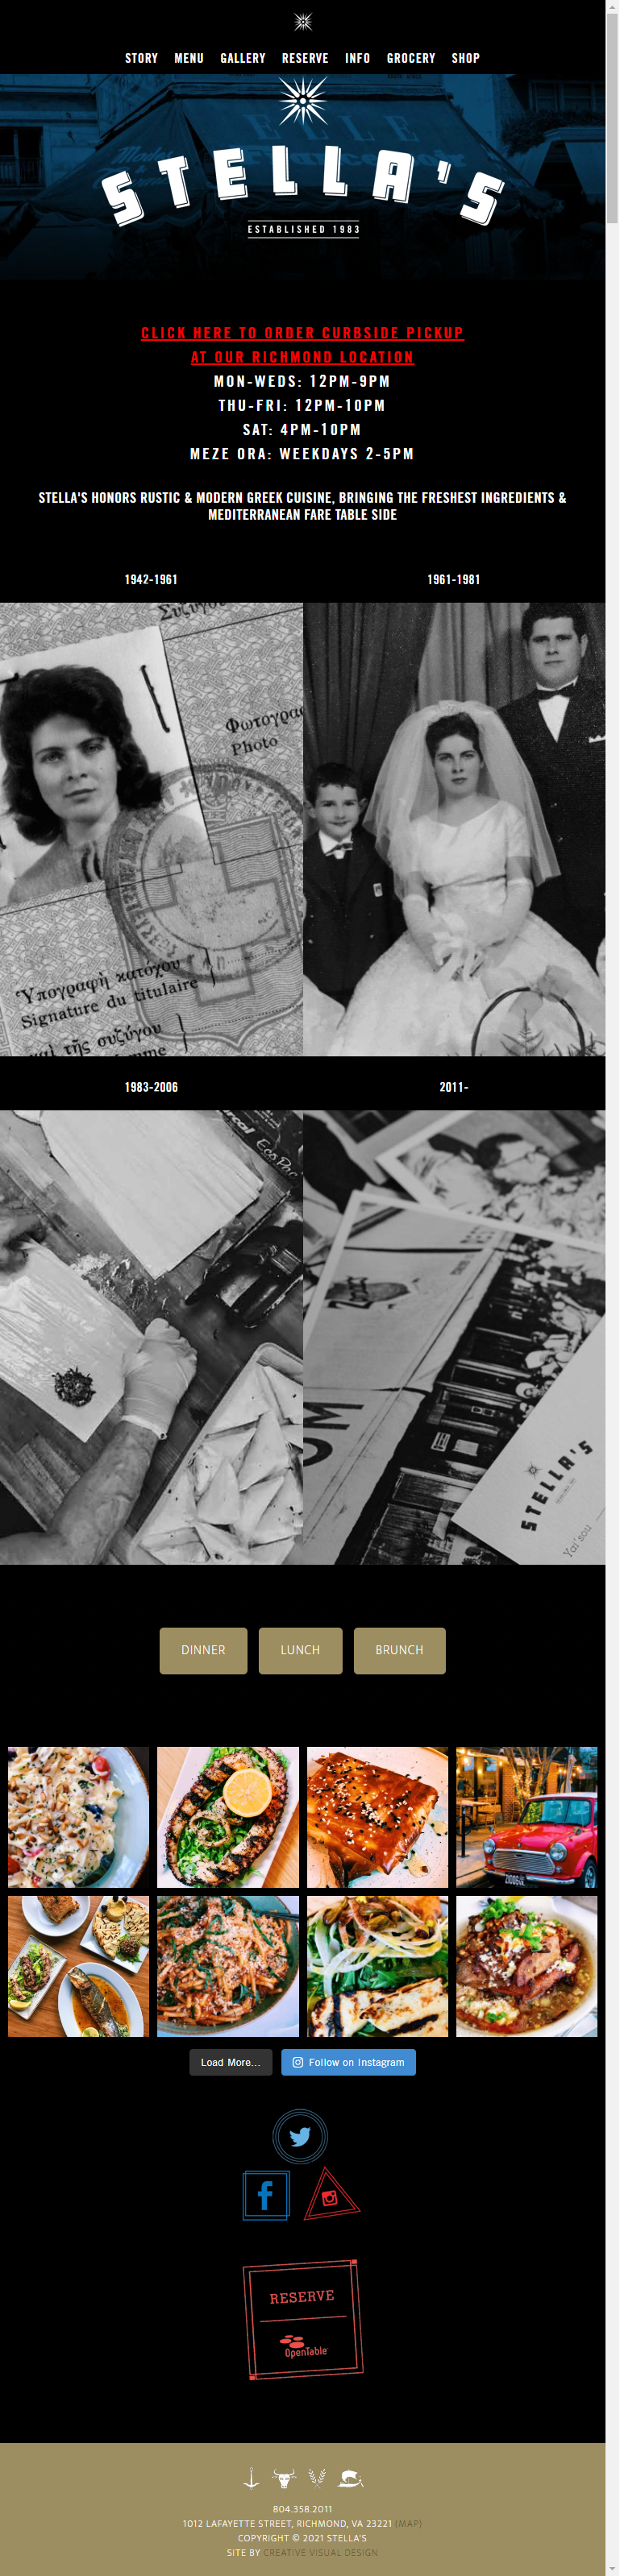 STORY MENU GALLERY RESERVE INFO GROCERY SHOP
STELLA'S
ESTABLISHED 1983
CLICK HERE TO ORDER CURBSIDE PICKUP
AT OUR RICHMOND LOCATION
MON-WEDS: 12PM-9PM
THU-FRI: 12PM-10PM
SAT: 4PM-10PM
MEZE ORA: WEEKDAYS 2-5PM
STELLA'S HONORS RUSTIC & MODERN GREEK CUISINE, BRINGING THE FRESHEST INGREDIENTS &
MEDITERRANEAN FARE TABLE SIDE
1942-1961
1961-1981
Photo
Ὑπογραφὴ κατόχου
Signature du titulaire
1983-2006
2011-
STELLA'S
Yai'sou
DINNER LUNCH BRUNCH
Load More...
Follow on Instagram
RESERVE
OpenTable
804.358.2011
1012 LAFAYETTE STREET, RICHMOND, VA 23221 (MAP)
COPYRIGHT © 2021 STELLA'S
SITE BY CREATIVE VISUAL DESIGN